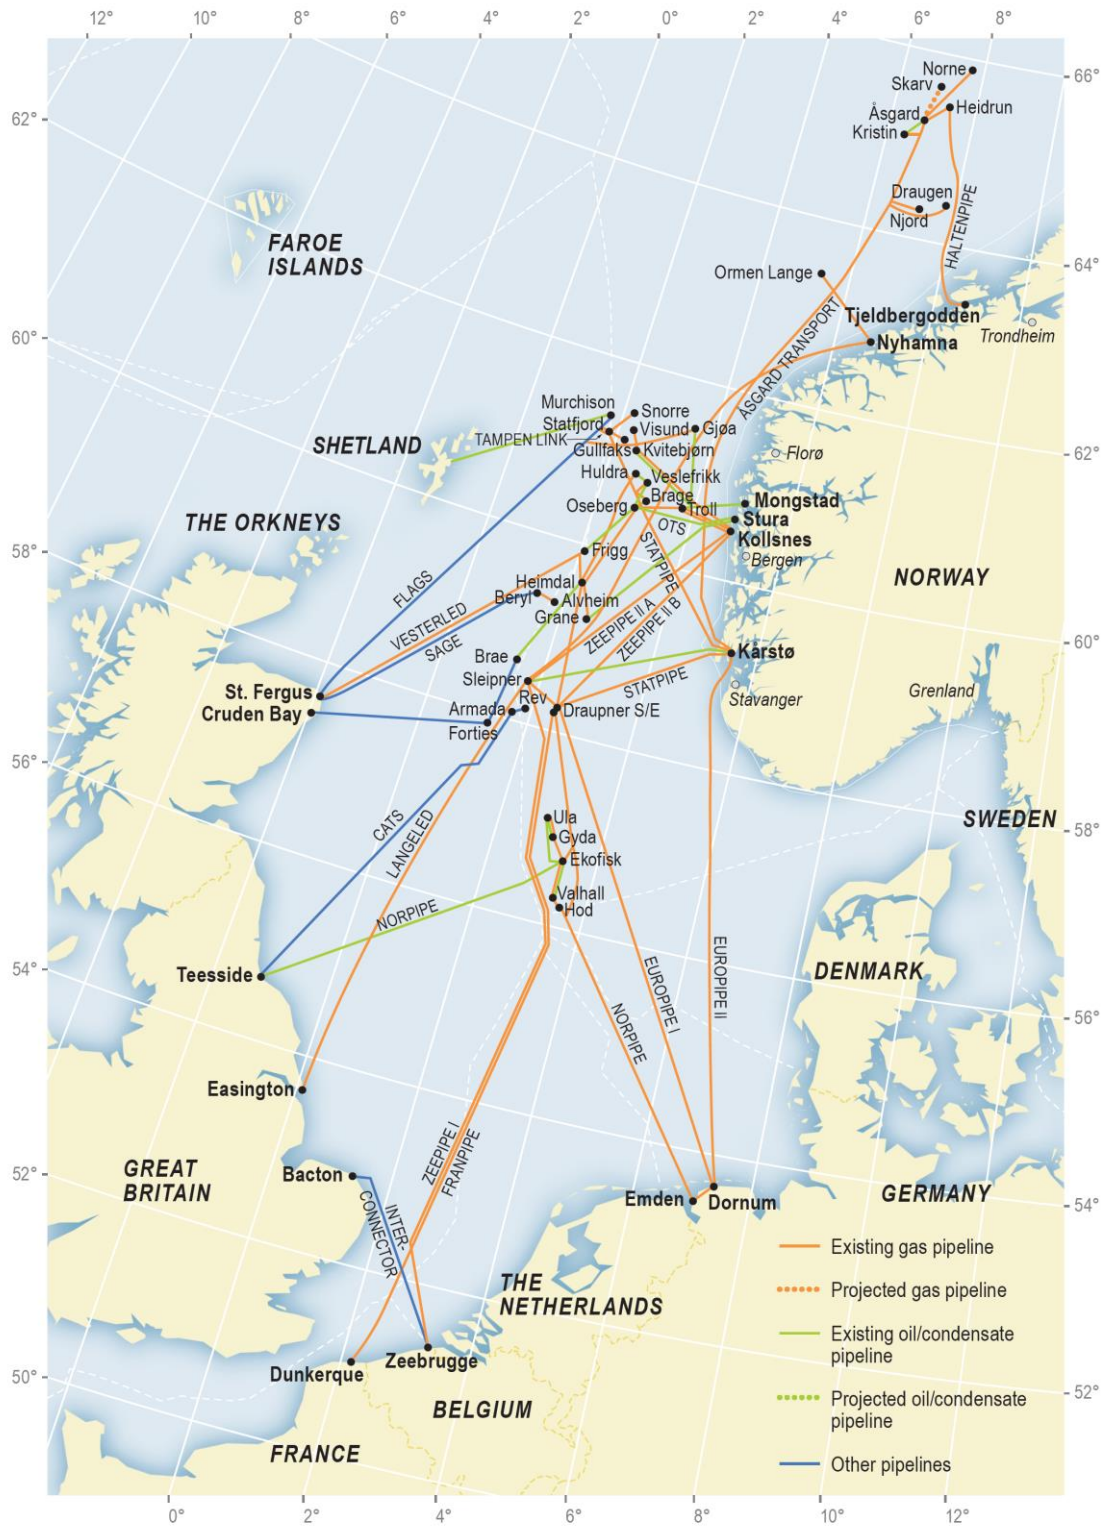 12°
10°
8°
6°
4°
2°
0°
2°
4°
6°
8°
66°
64°
62°
60°
58°
56°
54°
52°
62°
60°
58°
56°
54°
52°
50°
0°
2°
4°
6°
8°
10°
12°
Norne
Skarv
Åsgard
Heidrun
Kristin
Draugen
Njord
HALTENPIPE
FAROE
ISLANDS
Ormen Lange
Tjeldbergodden
Trondheim
Nyhamna
ÅSGARD TRANSPORT
Murchison
Snorre
Statfjord
Visund
Gjøa
TAMPEN LINK
Gullfaks
Kvitebjørn
Florø
SHETLAND
Huldra
Veslefrikk
Brage
Oseberg
Troll
Mongstad
Stura
OTS
Kollsnes
Bergen
THE ORKNEYS
Frigg
STATPIPE
NORWAY
FLAGS
Heimdal
Beryl
Alvheim
Grane
VESTERLED
SAGE
ZEEPIPE II A
ZEEPIPE II B
Brae
Kårstø
Sleipner
STATPIPE
Stavanger
Grenland
St. Fergus
Cruden Bay
Rev
Armada
Draupner S/E
Forties
CATS
LANGELED
Ula
Gyda
Ekofisk
SWEDEN
Valhall
Hod
NORPIPE
Teesside
DENMARK
EUROPIPE II
EUROPIPE I
NORPIPE
Easington
ZEEPIPE I
FRANPIPE
GREAT
BRITAIN
Bacton
INTER-
CONNECTOR
Emden
Dornum
GERMANY
THE
NETHERLANDS
Zeebrugge
Dunkerque
BELGIUM
FRANCE
Existing gas pipeline
Projected gas pipeline
Existing oil/condensate
pipeline
Projected oil/condensate
pipeline
Other pipelines